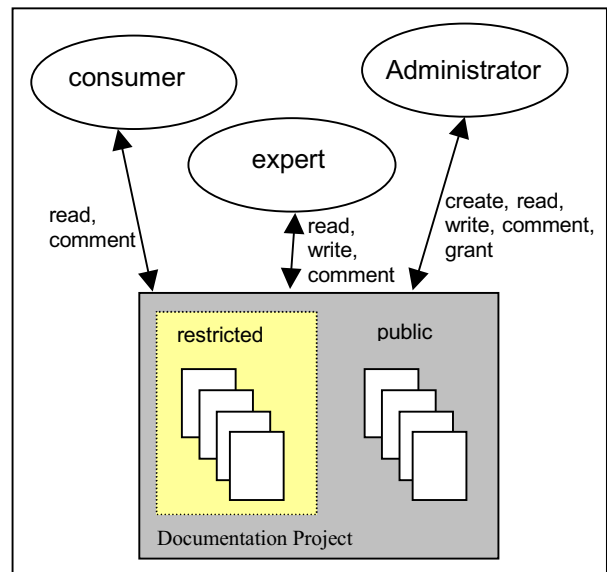 consumer
Administrator
expert
read,
comment
read,
write,
comment
create, read,
write, comment,
grant
restricted
public
Documentation Project